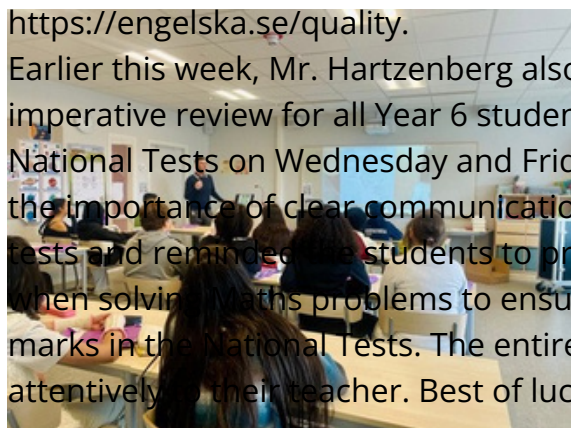 https://engelska.se/quality.
Earlier this week, Mr. Hartzenberg also
imperative review for all Year 6 studen
National Tests on Wednesday and Frid
the importance of clear communicatio
tests and reminded the students to pr
when solving Maths problems to ensu
marks in the National Tests. The entire
attentively to their teacher. Best of luc